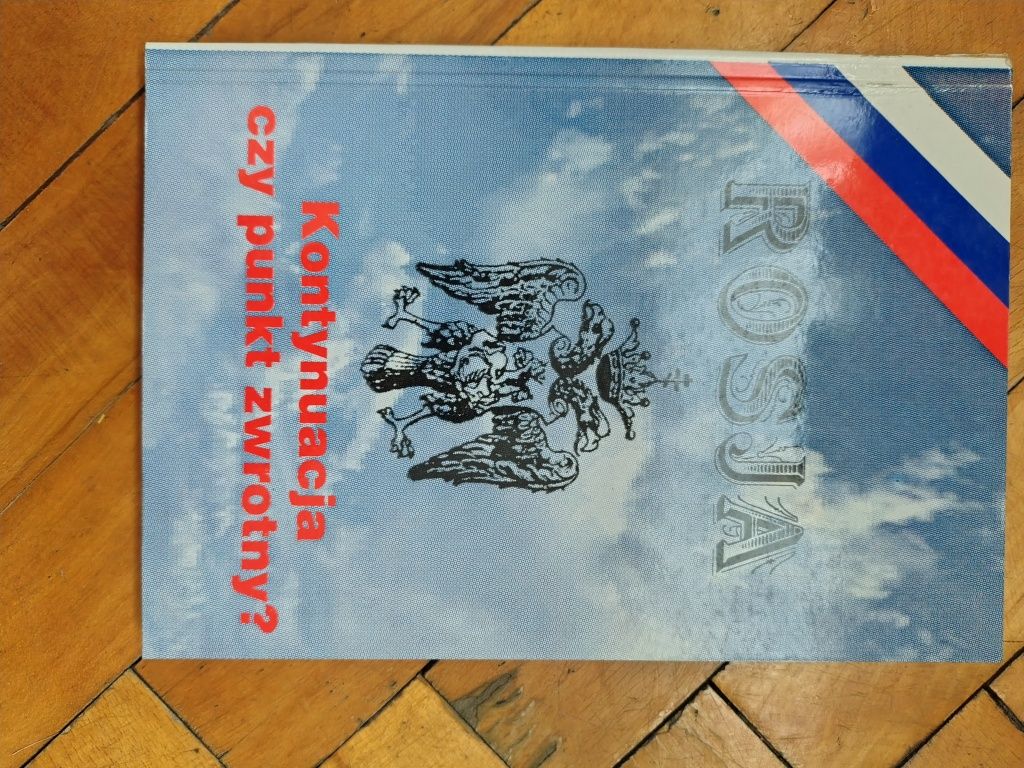 ROSJA
Kontynuacja
czy punkt zwrotny?